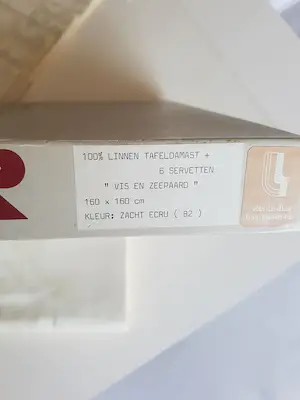 100% LINNEN TAFELDAMAST +
6 SERVETTEN
" VIS EN ZEEPAARD "
160 x 160 cm
KLEUR: ZACHT ECRU ( 82 )